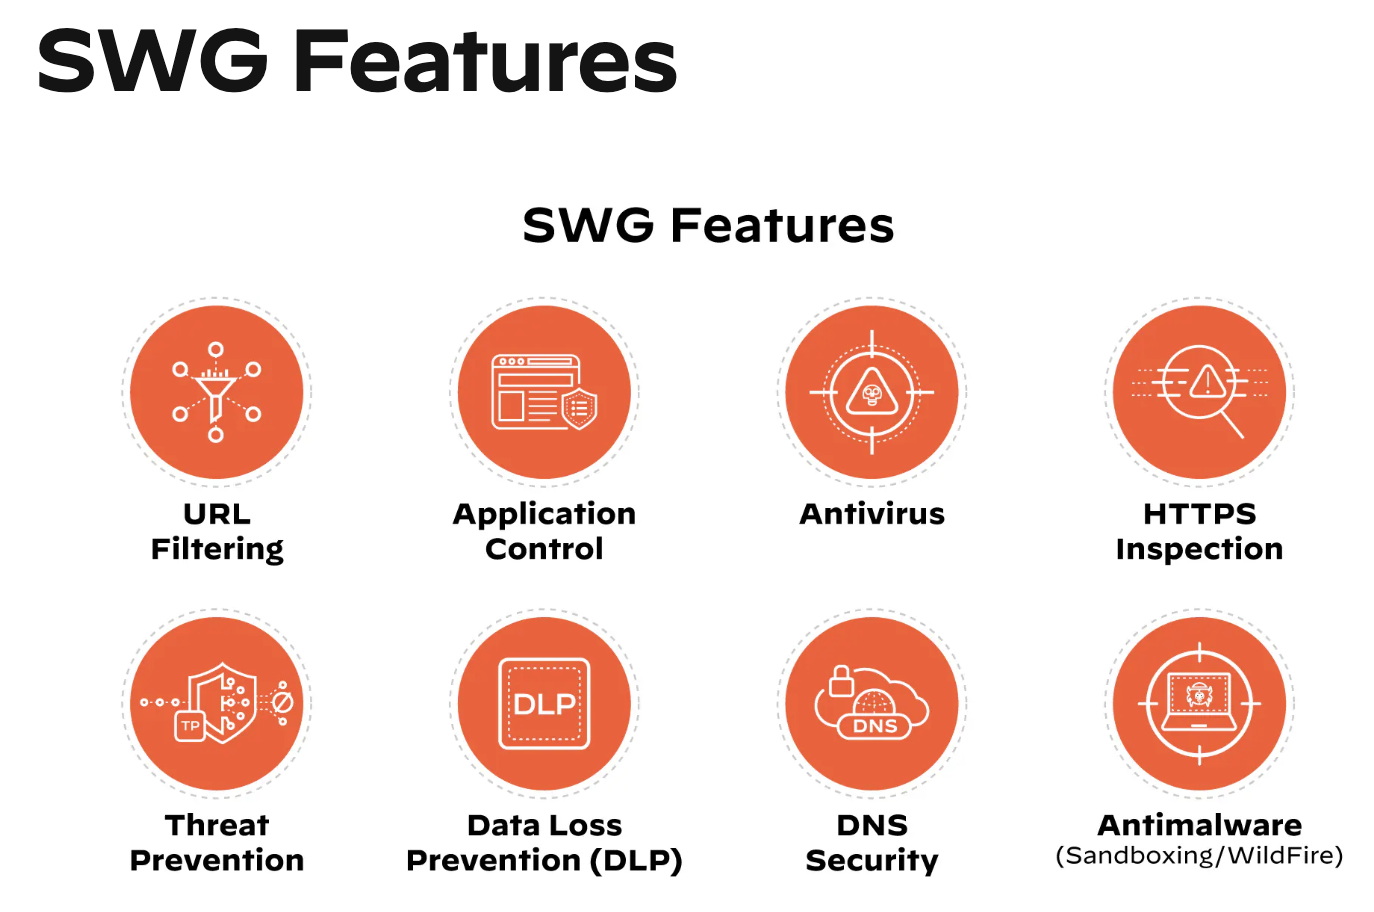 SWG Features
SWG Features
URL
Filtering
Application
Control
Antivirus
HTTPS
Inspection
TP
DLP
DNS
Threat
Prevention
Data Loss
Prevention (DLP)
DNS
Security
Antimalware
(Sandboxing/WildFire)